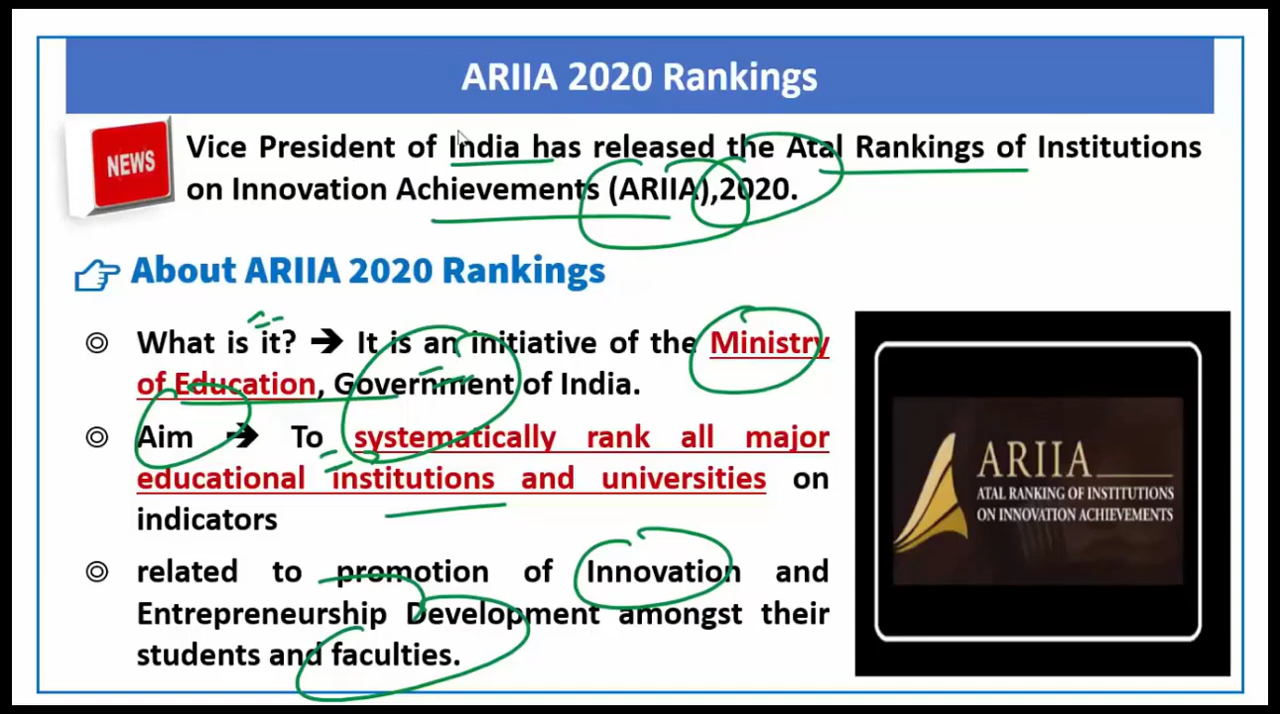 ARIIA 2020 Rankings
NEWS
Vice President of India has released the Atal Rankings of Institutions
on Innovation Achievements (ARIIA),2020.
About ARIIA 2020 Rankings
What is it? ➔ It is an initiative of the Ministry
of Education, Government of India.
Aim ➔ To systematically rank all major
educational institutions and universities on
indicators
related to promotion of Innovation and
Entrepreneurship Development amongst their
students and faculties.
ARIIA
ATAL RANKING OF INSTITUTIONS
ON INNOVATION ACHIEVEMENTS